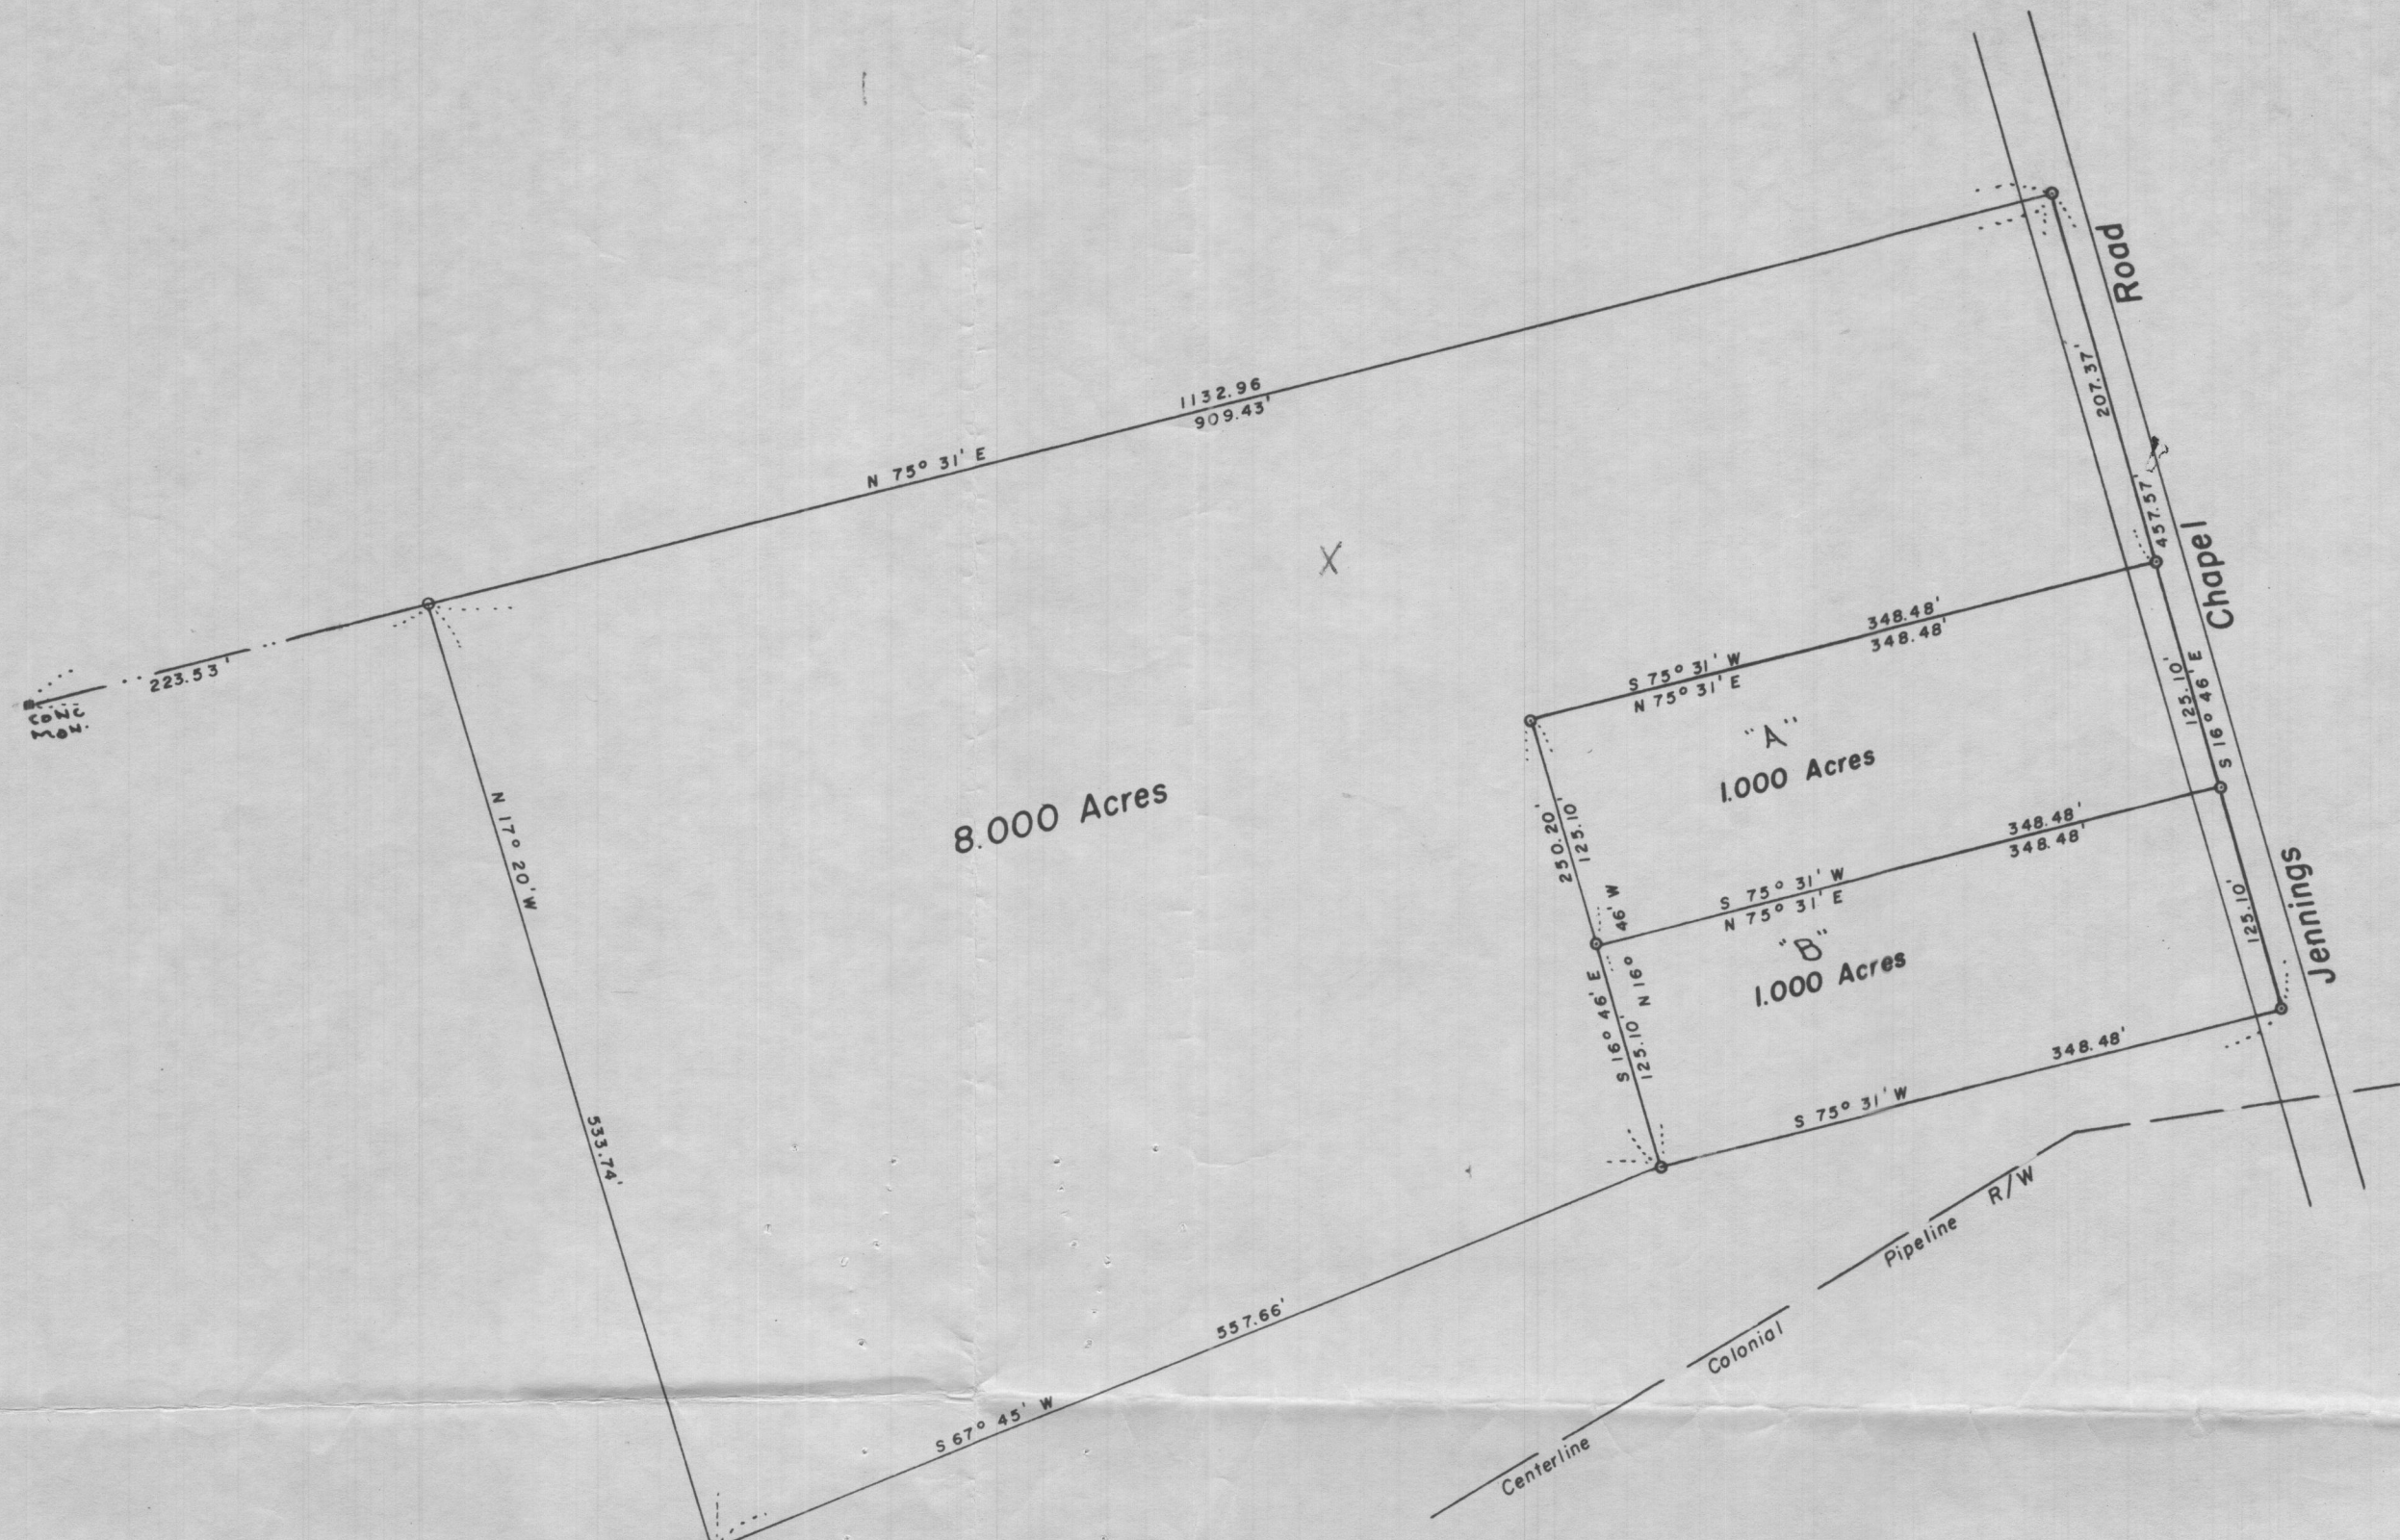 Road
1132.96
909.43'
N 75° 31' E
207.37'
457.57'
Chapel
223.53'
CONC
MON.
348.48'
348.48'
S 75° 31' W
N 75° 31' E
125.10'
S 16° 46' E
"A"
1.000 Acres
X
8.000 Acres
N 17° 20' W
250.20'
125.10'
348.48'
348.48'
S 75° 31' W
N 75° 31' E
125.10'
Jennings
"B"
1.000 Acres
S 16° 46' E
N 16° 46' W
125.10'
348.48'
S 75° 31' W
533.74'
557.66'
S 67° 45' W
Centerline Colonial Pipeline R/W